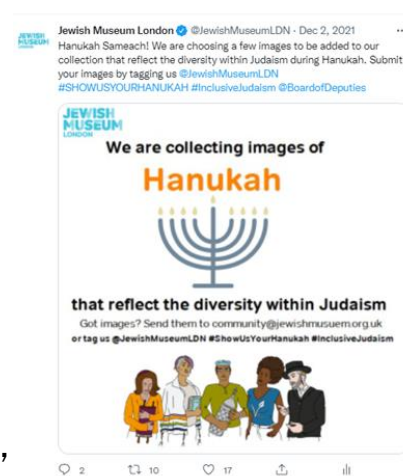 Jewish Museum London @JewishMuseumLDN · Dec 2, 2021
Hanukah Sameach! We are choosing a few images to be added to our
collection that reflect the diversity within Judaism during Hanukah. Submit
your images by tagging us @JewishMuseumLDN
#SHOWUSYOURHANUKAH #InclusiveJudaism @BoardofDeputies
JEWISH
MUSEUM
LONDON
JEWISH
MUSEUM
LONDON
We are collecting images of
Hanukah
that reflect the diversity within Judaism
Got images? Send them to community@jewishmusuem.org.uk
or tag us @JewishMuseumLDN #ShowUsYourHanukah #InclusiveJudaism
,
2 10 17